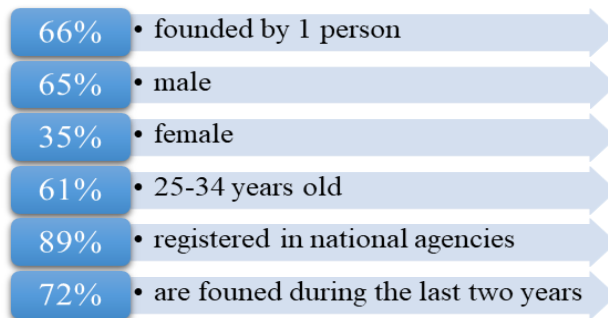 66% • founded by 1 person
65% • male
35% • female
61% • 25-34 years old
89% • registered in national agencies
72% • are founed during the last two years